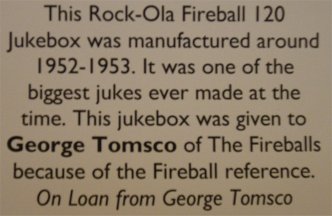 This Rock-Ola Fireball 120
Jukebox was manufactured around
1952-1953. It was one of the
biggest jukes ever made at the
time. This jukebox was given to
George Tomsco of The Fireballs
because of the Fireball reference.
On Loan from George Tomsco